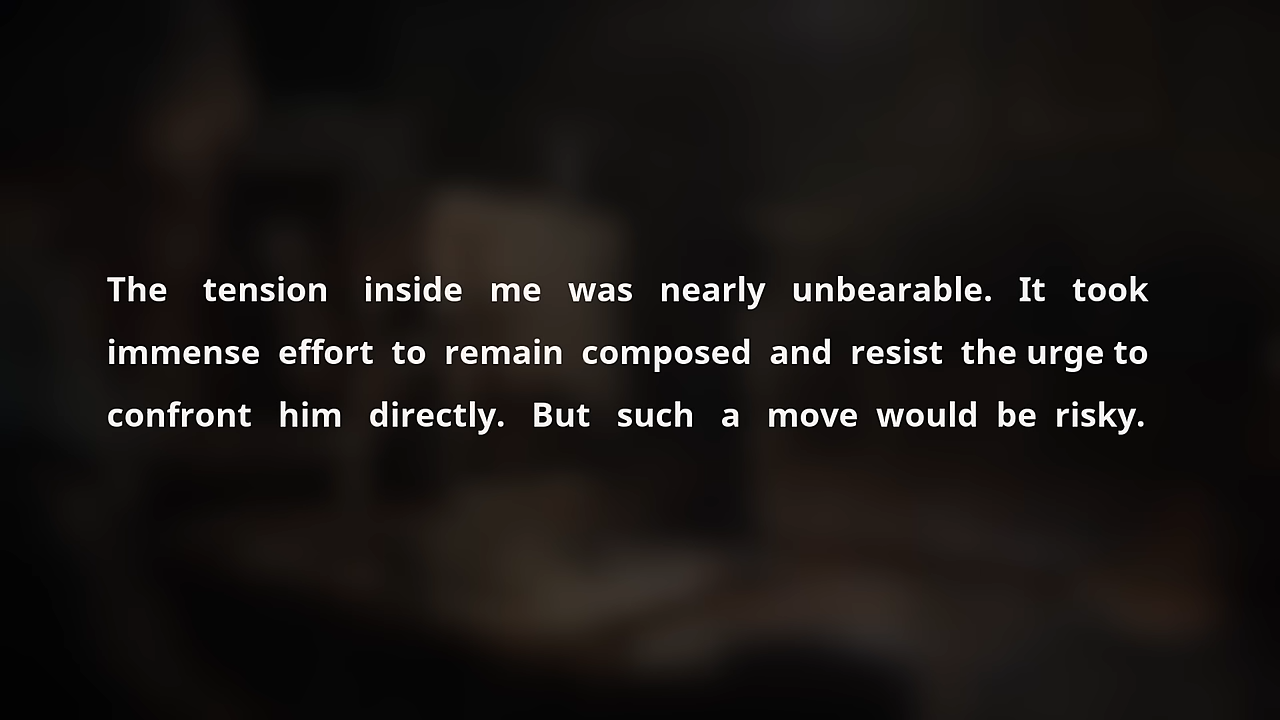 The tension inside me was nearly unbearable. It took
immense effort to remain composed and resist the urge to
confront him directly. But such a move would be risky.